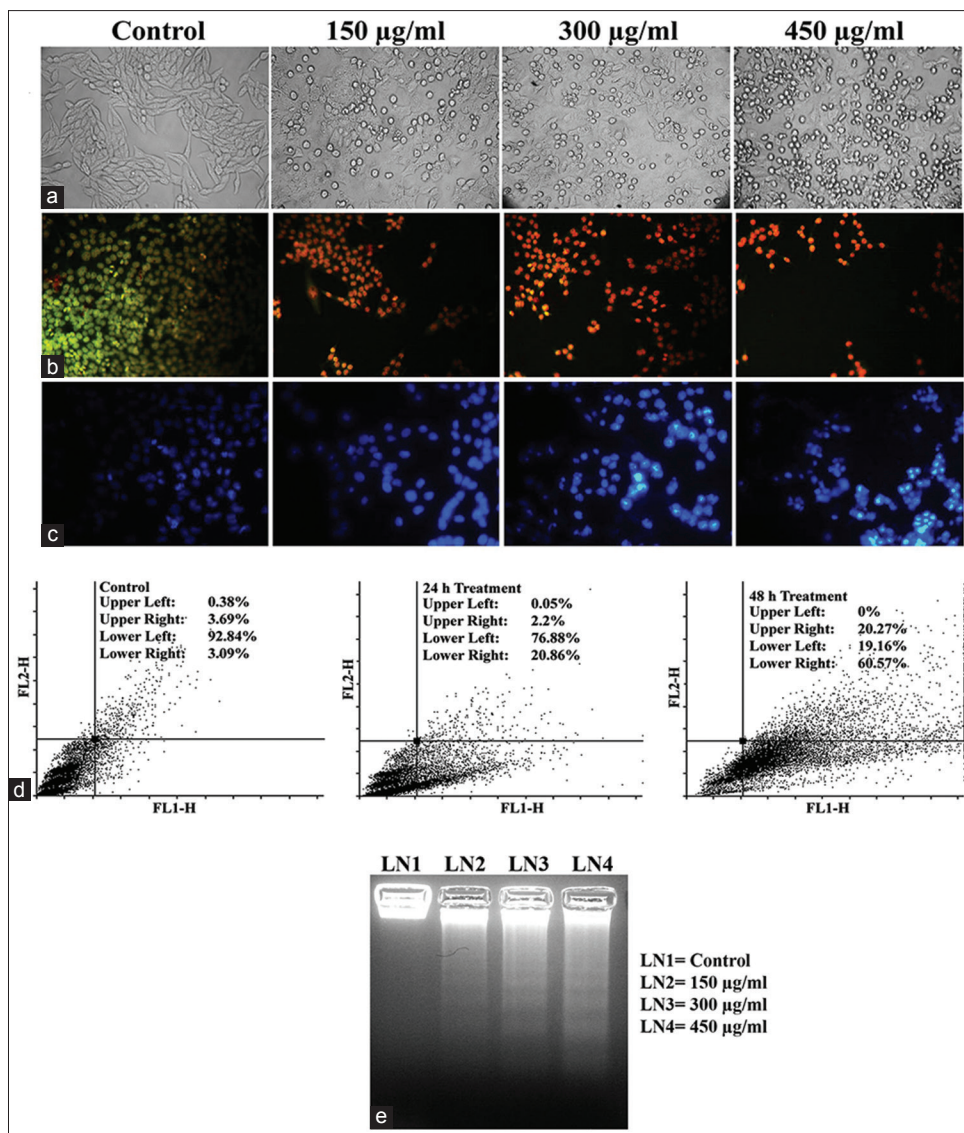 Control 150 µg/ml 300 µg/ml 450 µg/ml
a
b
c
Control
Upper Left: 0.38%
Upper Right: 3.69%
Lower Left: 92.84%
Lower Right: 3.09%
FL2-H
FL1-H
24 h Treatment
Upper Left: 0.05%
Upper Right: 2.2%
Lower Left: 76.88%
Lower Right: 20.86%
FL2-H
FL1-H
48 h Treatment
Upper Left: 0%
Upper Right: 20.27%
Lower Left: 19.16%
Lower Right: 60.57%
FL2-H
FL1-H
d
LN1 LN2 LN3 LN4
LN1= Control
LN2= 150 µg/ml
LN3= 300 µg/ml
LN4= 450 µg/ml
e